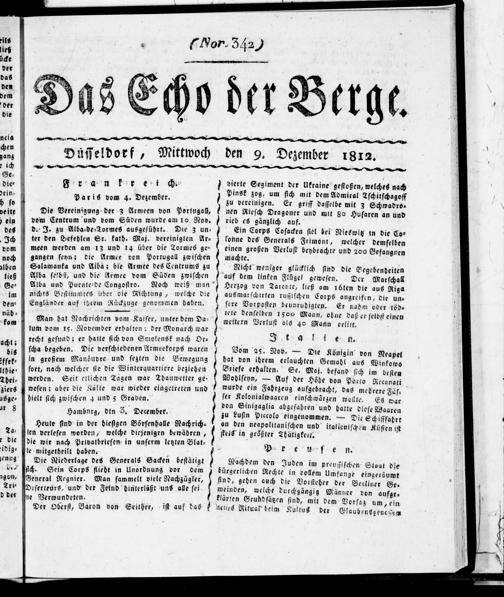 (Nor. 342)
Das Echo der Berge.
Düsseldorf, Mittwoch den 9. Dezember 1812.
Frankreich.
Paris vom 4. Dezember.
Die Vereinigung der 3 Armeen von Portugall,
vom Centrum und vom Süden wurde am 10. Nov.
d. J. zu Alba-de-Tormes ausgeführt. Die 3 un-
ter den Befehlen Sr. kath. Maj. vereinigten Ar-
meen werden am 13 und 14 über die Tormes ge-
gangen seyn; die Armee von Portugall zwischen
Salamanka und Alba; die Armee des Centrums zu
Alba selbst, und die Armee vom Süden zwischen
Alba und Puente-de-Congostro. Noch weiß man
nichts Bestimmtes über die Richtung, welche die
Engländer auf ihrem Rückzuge genommen haben.
Man hat Nachrichten vom Kaiser, unter dem Da-
tum vom 15. November erhalten; der Monarch war
recht gesund; er hatte sich von Smolensk nach Or-
scha begeben. Die verschiedenen Armeekorps waren
in großem Manöuvre und setzten die Bewegung
fort, nach welcher sie die Winterquartiere beziehen
werden. Seit etlichen Tagen war Thauwetter ge-
wesen; aber die Kälte war wieder eingetreten und
hielt sich zwischen 4 und 5 Graden.
Hamburg, den 3. Dezember.
Heute sind in der hiesigen Börsenhalle Nachrich-
ten verlesen worden, welche diejenigen bewähren,
die wir nach Privatbriefen in unserm letzten Blat-
te mitgetheilt haben.
Die Niederlage des Generals Sacken bestätigt
sich. Sein Corps flieht in Unordnung vor dem
General Regnier. Man sammelt viele Nachzügler,
Deserteurs, und der Feind hinterläßt uns alle sei-
ne Verwundeten.
Der Oberst, Baron von Geithre, ist auf das
vierte Segment der Ukraine gestoßen, welches nach
Pinsk zog, um sich mit dem Admiral Tschitschagoff
zu vereinigen. Er griff dasselbe mit 3 Schwadro-
nen Kiesch Dragoner und mit 80 Husaren an und
rieb es gänzlich auf.
Ein Corps Cosacken fiel bei Nieswitz in die Co-
lonne des Generals Frimont, welcher demselben
einen großen Verlust beybrachte und 200 Gefangnen
machte.
Nicht weniger glücklich sind die Begebenheiten
auf dem linken Flügel gewesen. Der Marschall
Herzog von Tarente, ließ am 16ten die aus Riga
ausmarschirten rußischen Corps angreifen, die un-
sere Vorposten beunruhigten. Er nahm oder töd-
tete denselben 1500 Mann, ohne daß er selbst einen
weitern Verlust als 40 Mann erlitt.
Italien.
Vom 25. Nov. — Die Königin von Neapel
hat von ihrem erlauchten Gemahl aus Winkowo
Briefe erhalten. Se. Maj. befand sich im besten
Wohlseyn. — Auf der Höhe von Porto Recanati
wurde ein Fahrzeug aufgebracht, das mehrere Fäs-
ser Kolonialwaaren einschwärzen wollte. Es war
von Sinigaglia abgefahren und hatte diese Waaren
zu Lusin Piccolo eingenommen. — Die Schiffahrt
an den neapolitanischen und italienischen Küsten ist
stets in größter Thätigkeit.
Preußen.
Nachdem den Juden im preussischen Staat die
bürgerlichen Rechte in vollem Umfange eingeräumt
sind, gehen auch die Vorsteher der Berliner Ge-
meinden, welche durchgängig Männer von aufge-
klärten Grundsätzen sind, mit dem Vorsatz um, ein
neues Ritual beim Kultus der Glaubensgenossen